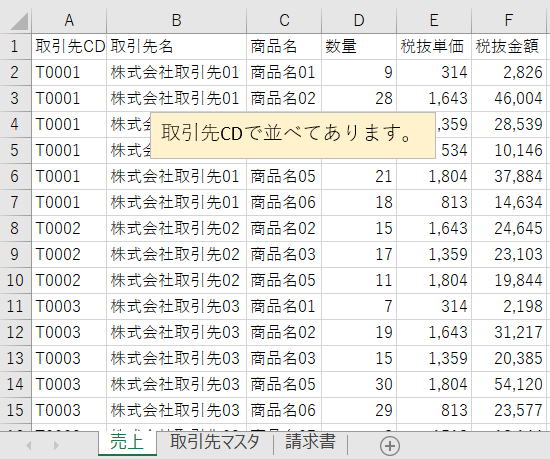 A B C D E F
1 取引先CD 取引先名 商品名 数量 税抜単価 税抜金額
2 T0001 株式会社取引先01 商品名01 9 314 2,826
3 T0001 株式会社取引先01 商品名02 28 1,643 46,004
4 T0001 ,359 28,539
取引先CDで並べてあります。
5 T0001 534 10,146
6 T0001 株式会社取引先01 商品名05 21 1,804 37,884
7 T0001 株式会社取引先01 商品名06 18 813 14,634
8 T0002 株式会社取引先02 商品名02 15 1,643 24,645
9 T0002 株式会社取引先02 商品名03 17 1,359 23,103
10 T0002 株式会社取引先02 商品名05 11 1,804 19,844
11 T0003 株式会社取引先03 商品名01 7 314 2,198
12 T0003 株式会社取引先03 商品名02 19 1,643 31,217
13 T0003 株式会社取引先03 商品名03 15 1,359 20,385
14 T0003 株式会社取引先03 商品名05 30 1,804 54,120
15 T0003 株式会社取引先03 商品名06 29 813 23,577
売上 取引先マスタ 請求書